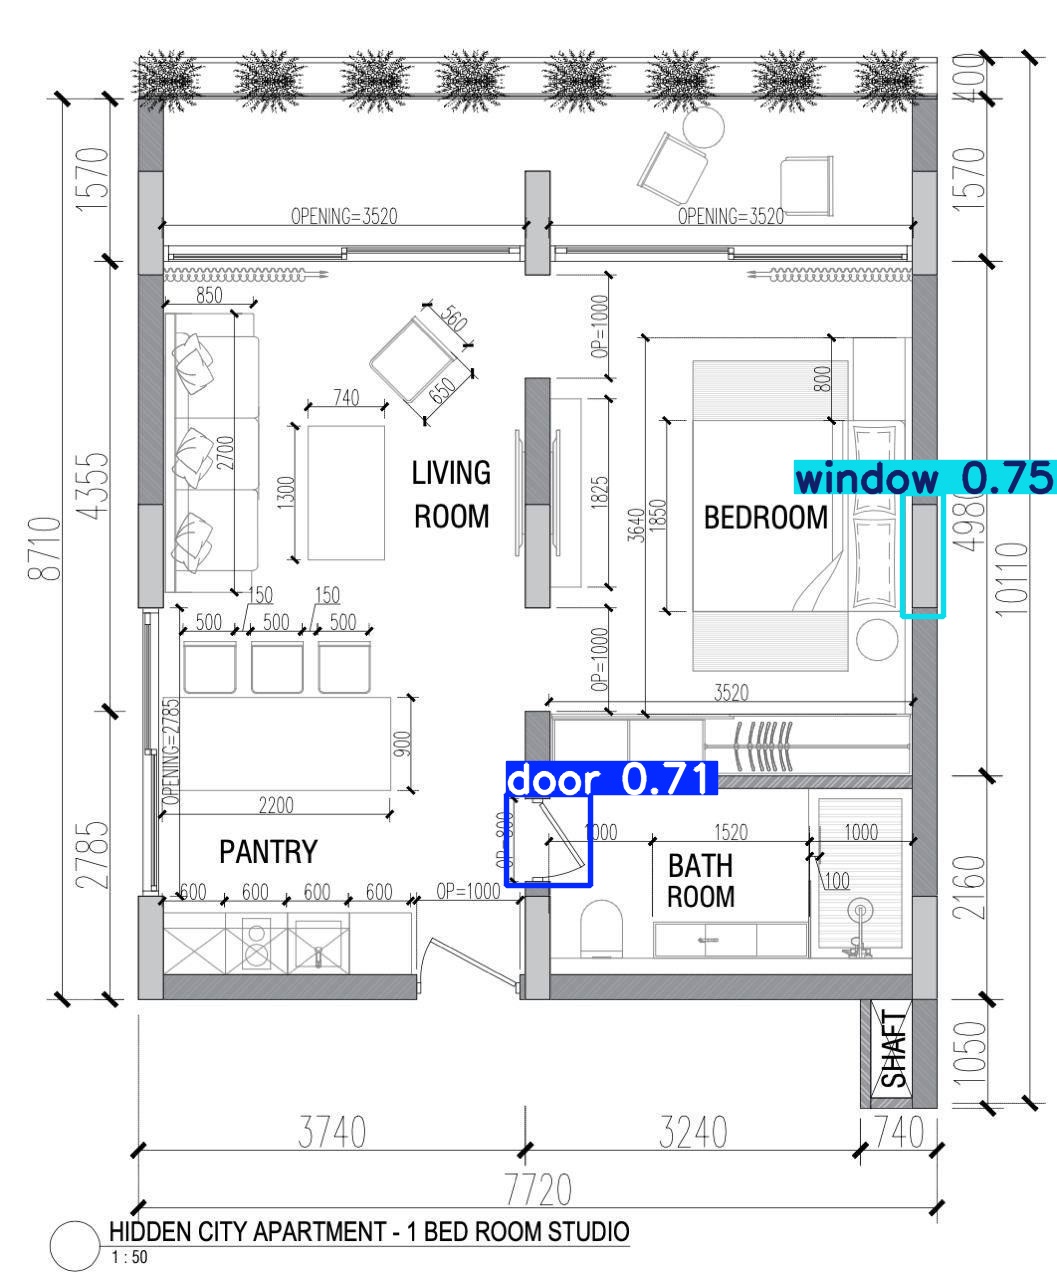 400
1570
1570
OPENING=3520
OPENING=3520
850
560
OP=1000
650
740
800
2700
1300
1825
3640
1850
LIVING
ROOM
BEDROOM
window 0.75
4355
8710
10110
150
150
500
500
500
OP=1000
3520
OPENING=2785
900
2200
door 0.71
1000
1520
1000
PANTRY
BATH
ROOM
100
2785
2160
600
600
600
600
OP=1000
SHAFT
1050
3740
3240
740
7720
HIDDEN CITY APARTMENT - 1 BED ROOM STUDIO
1 : 50